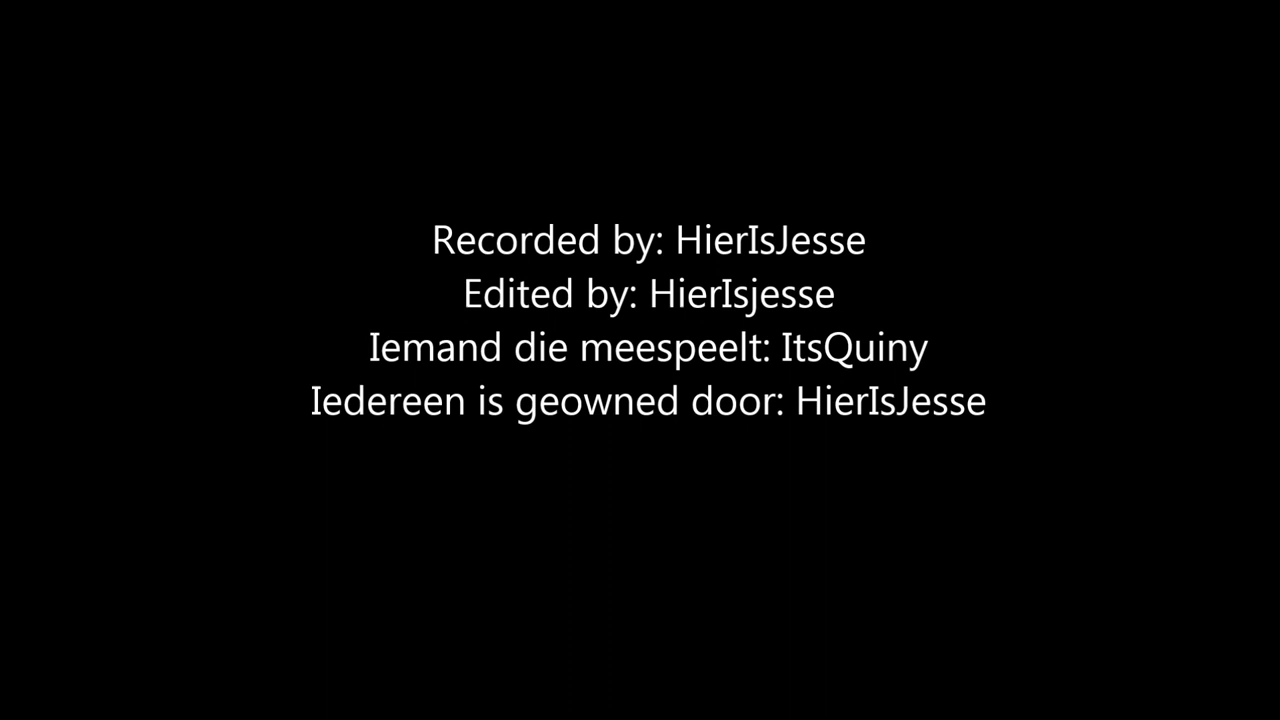 Recorded by: HierIsJesse
Edited by: HierIsjesse
Iemand die meespeelt: ItsQuiny
Iedereen is geowned door: HierIsJesse